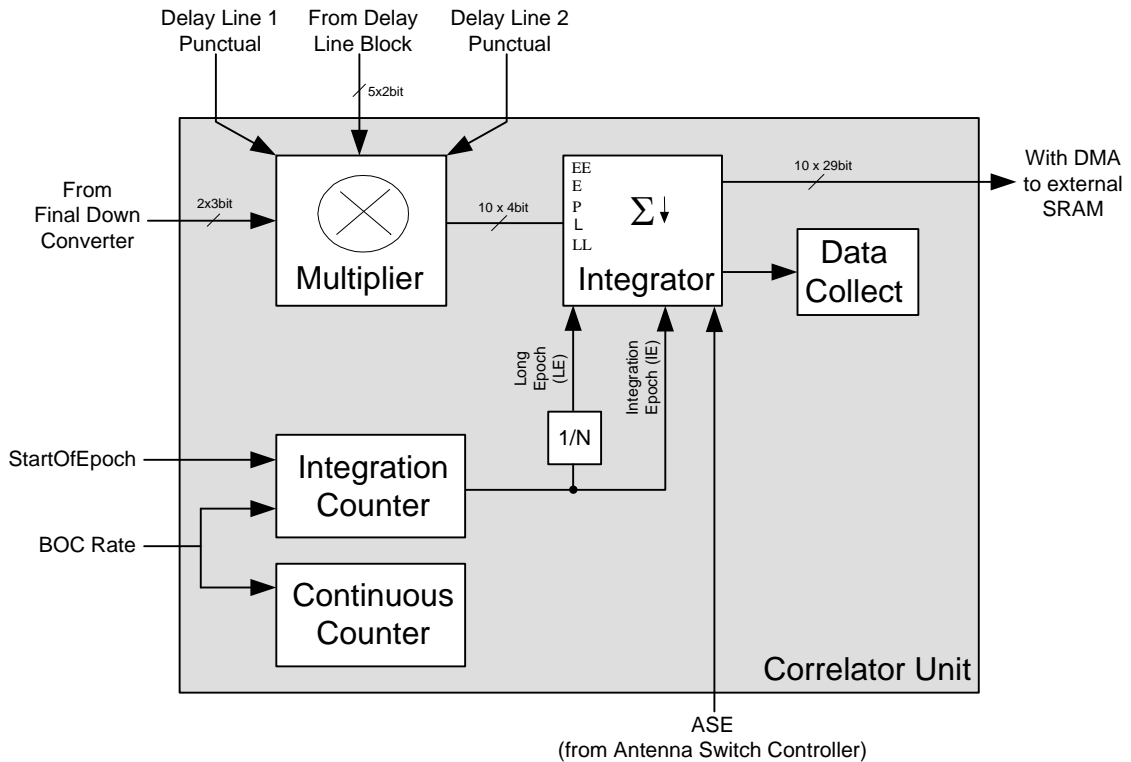 Delay Line 1
Punctual
From Delay
Line Block
Delay Line 2
Punctual
5x2bit
From
Final Down
Converter
2x3bit
Multiplier
10 x 4bit
EE
E
P
L
LL
Σ
Integrator
10 x 29bit
With DMA
to external
SRAM
Data
Collect
Long
Epoch
(LE)
Integration
Epoch (IE)
1/N
StartOfEpoch
Integration
Counter
BOC Rate
Continuous
Counter
Correlator Unit
ASE
(from Antenna Switch Controller)